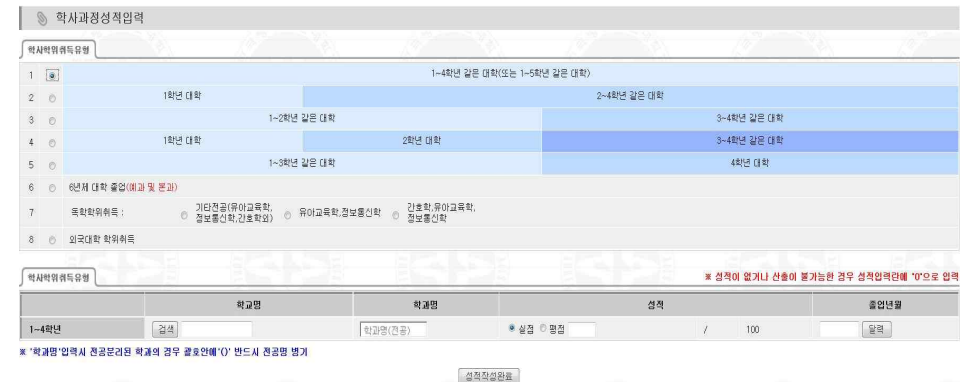 학사과정성적입력
학사학위취득유형
1 1~4학년 같은 대학(또는 1~5학년 같은 대학)
2 1학년 대학 2~4학년 같은 대학
3 1~2학년 같은 대학 3~4학년 같은 대학
4 1학년 대학 2학년 대학 3~4학년 같은 대학
5 1~3학년 같은 대학 4학년 대학
6 6년제 대학 졸업(예과 및 본과)
7 독학학위취득 : 기타전공(유아교육학, 정보통신학,간호학외) 유아교육학,정보통신학 간호학,유아교육학, 정보통신학
8 외국대학 학위취득
학사학위취득유형 ※ 성적이 없거나 산출이 불가능한 경우 성적입력란에 "0"으로 입력
학교명 학과명 성적 졸업년월
1~4학년 검색 학과명(전공) 실점 평점 / 100 달력
※ '학과명'입력시 전공분리된 학과의 경우 괄호안에'()' 반드시 전공명 병기
성적작성완료